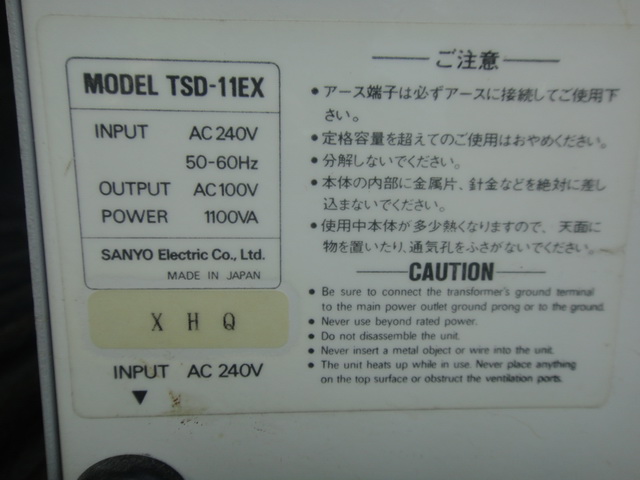 MODEL TSD-11EX
INPUT AC 240V
50-60Hz
OUTPUT AC 100V
POWER 1100VA
SANYO Electric Co., Ltd.
MADE IN JAPAN
X H Q
INPUT AC 240V
▼
ご注意
●アース端子は必ずアースに接続してご使用下
さい。
●定格容量を超えてのご使用はおやめください。
●分解しないでください。
●本体の内部に金属片、針金などを絶対に差し
込まないでください。
●使用中本体が多少熱くなりますので、天面に
物を置いたり、通気孔をふさがないでください。
CAUTION
● Be sure to connect the transformer's ground terminal
to the main power outlet ground prong or to the ground.
● Never use beyond rated power.
● Do not disassemble the unit.
● Never insert a metal object or wire into the unit.
● The unit heats up while in use. Never place anything
on the top surface or obstruct the ventilation ports.